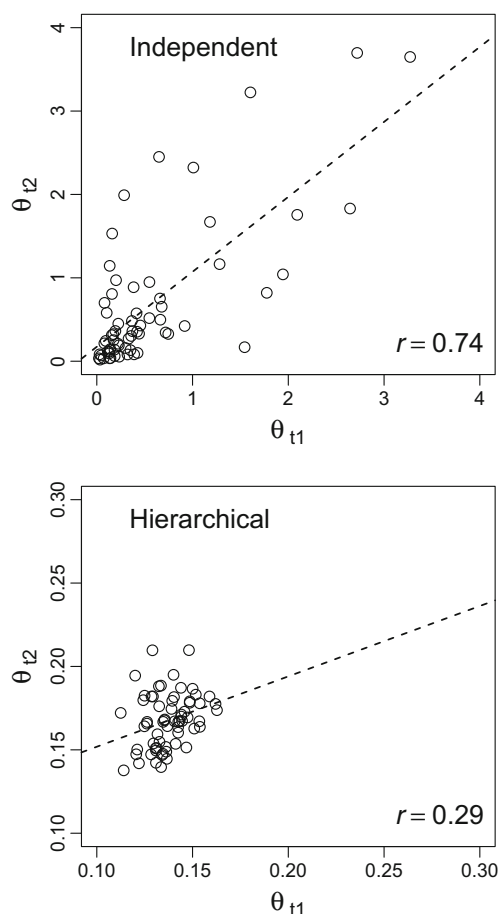 Independent
4
3
2
1
0
θt2
r = 0.74
0 1 2 3 4
θt1
Hierarchical
0.30
0.25
0.20
0.15
0.10
θt2
r = 0.29
0.10 0.15 0.20 0.25 0.30
θt1